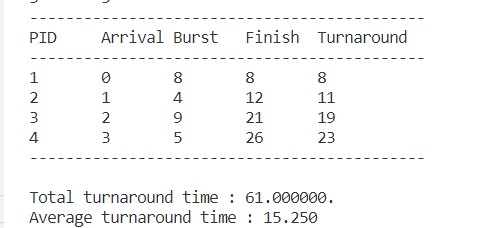 --------------------------------------------
PID Arrival Burst Finish Turnaround
--------------------------------------------
1 0 8 8 8
2 1 4 12 11
3 2 9 21 19
4 3 5 26 23
--------------------------------------------
Total turnaround time : 61.000000.
Average turnaround time : 15.250